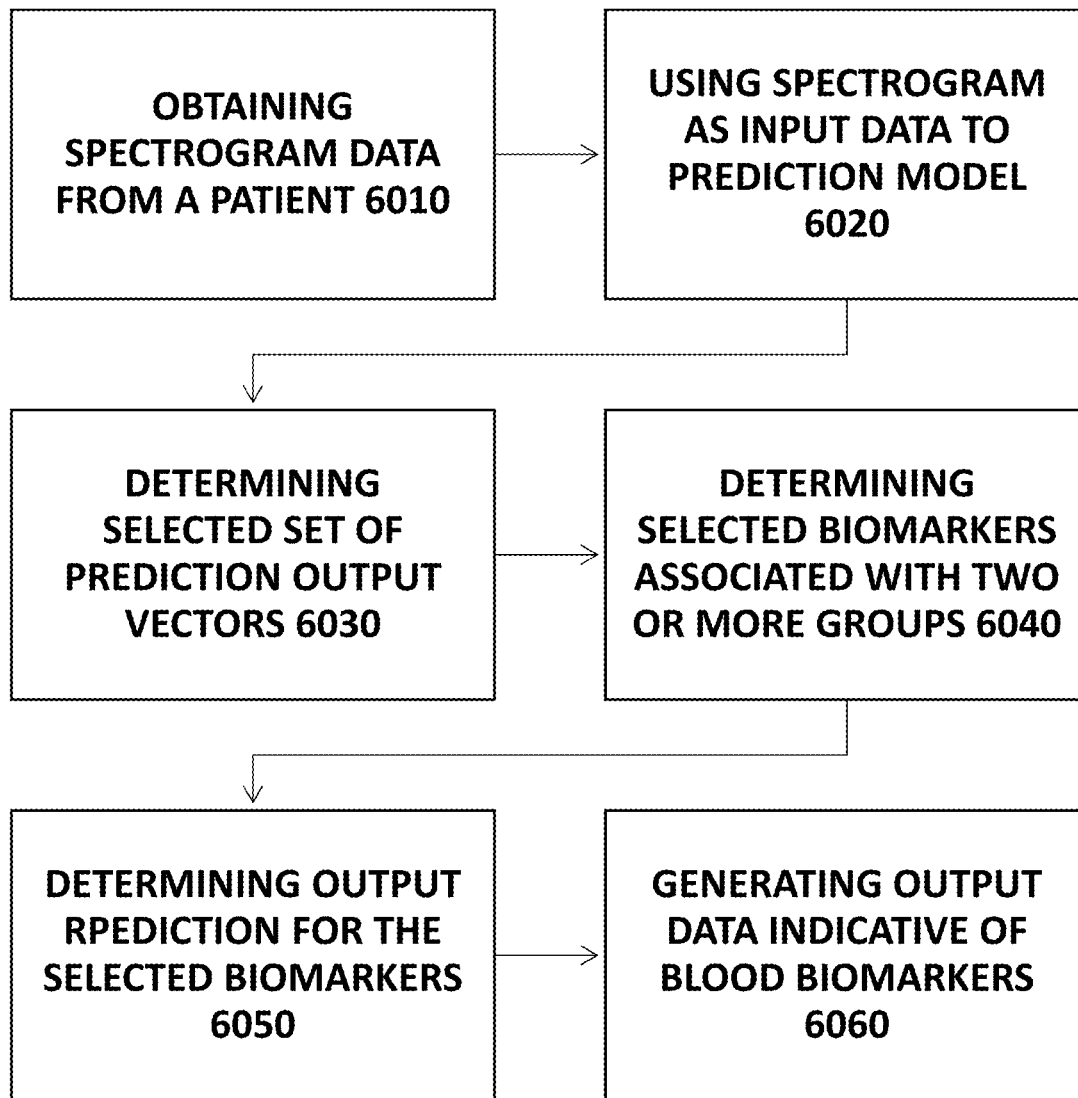 OBTAINING
SPECTROGRAM DATA
FROM A PATIENT 6010
USING SPECTROGRAM
AS INPUT DATA TO
PREDICTION MODEL
6020
DETERMINING
SELECTED SET OF
PREDICTION OUTPUT
VECTORS 6030
DETERMINING
SELECTED BIOMARKERS
ASSOCIATED WITH TWO
OR MORE GROUPS 6040
DETERMINING OUTPUT
RPEDICTION FOR THE
SELECTED BIOMARKERS
6050
GENERATING OUTPUT
DATA INDICATIVE OF
BLOOD BIOMARKERS
6060